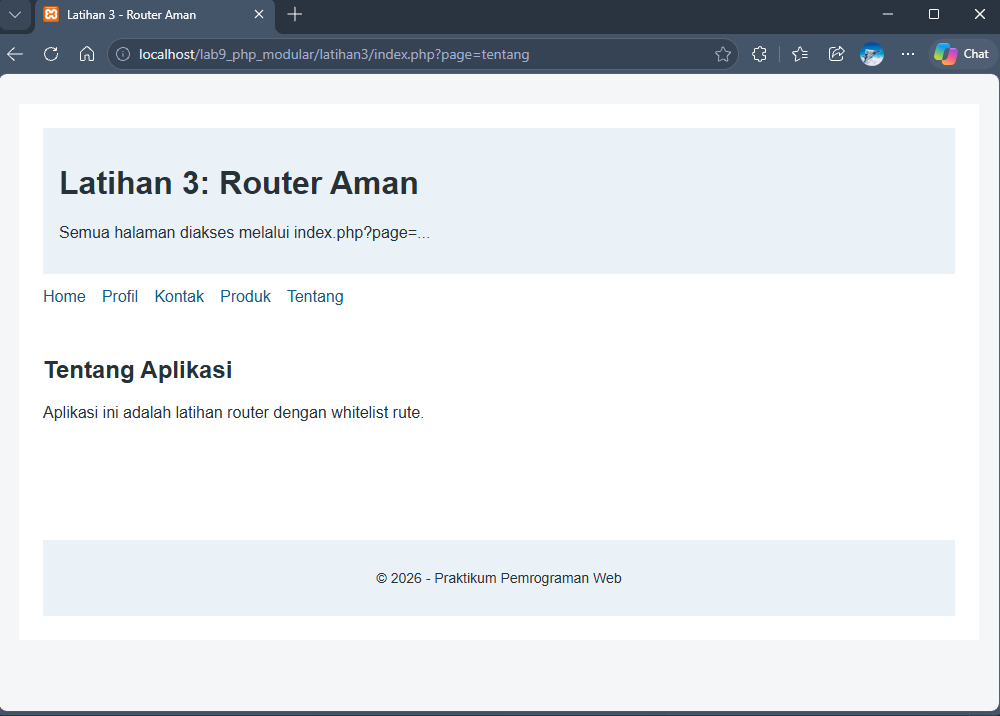 Latihan 3 - Router Aman
localhost/lab9_php_modular/latihan3/index.php?page=tentang
Chat
Latihan 3: Router Aman
Semua halaman diakses melalui index.php?page=...
Home Profil Kontak Produk Tentang
Tentang Aplikasi
Aplikasi ini adalah latihan router dengan whitelist rute.
© 2026 - Praktikum Pemrograman Web